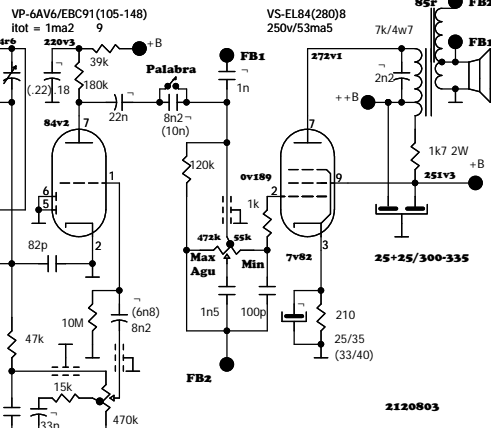 VP-6AV6/EBC91(105-148)
itot = 1ma2 9
VS-EL84(280)8
250v/53ma5
85r
FB2
4r6
220v3
+B
39k
180k
(.22).18
Palabra
FB1
1n
272v1
7k/4w7
FB1
2n2
++B
22n
8n2
(10n)
84v2
7
7
120k
1
0v189
2
9
1k7 2W
251v3
+B
6
5
1k
472k
55k
82p
2
Max
Agu
Min
7v82
3
25+25/300-335
10M
(6n8)
8n2
1n5
100p
210
25/35
(33/40)
47k
FB2
15k
33n
470k
2120803